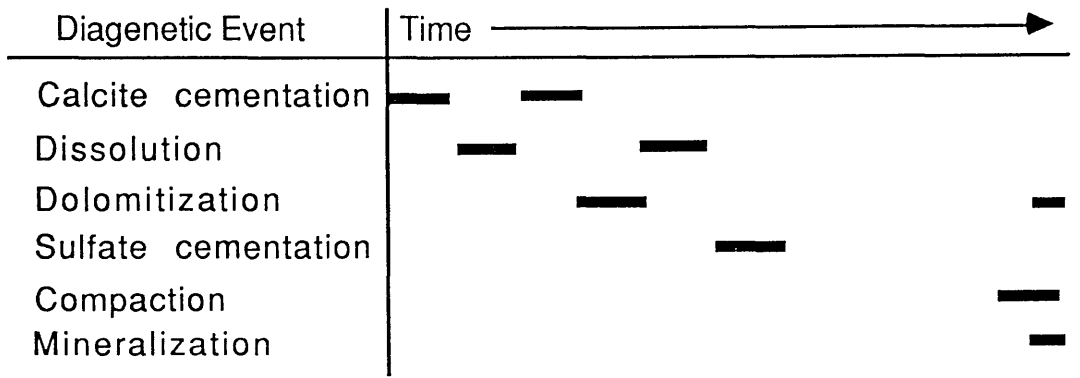 Diagenetic Event Time
Calcite cementation
Dissolution
Dolomitization
Sulfate cementation
Compaction
Mineralization